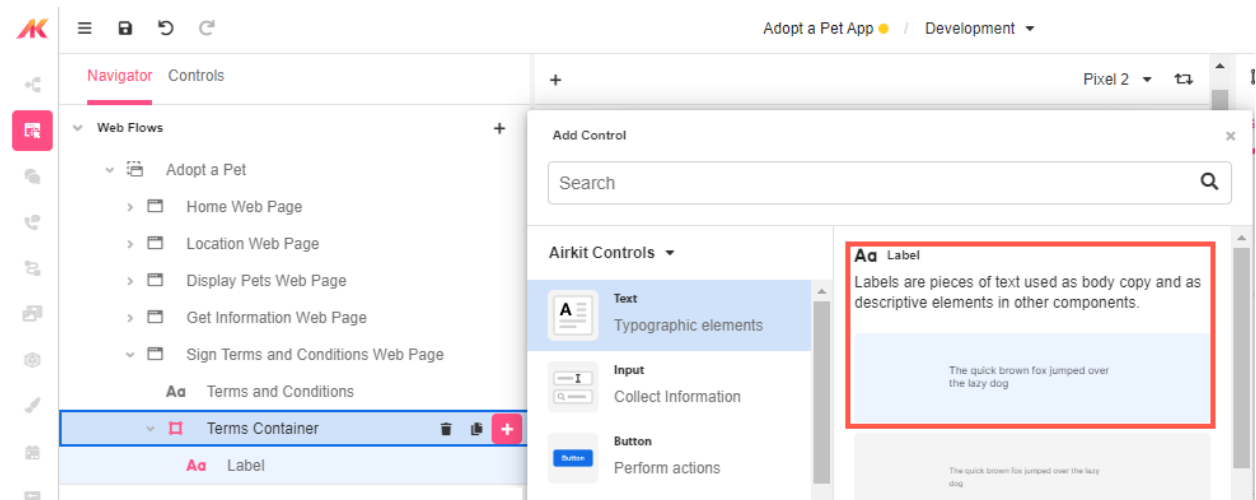 Adopt a Pet App / Development
Navigator Controls
Pixel 2
Web Flows
Adopt a Pet
Home Web Page
Location Web Page
Display Pets Web Page
Get Information Web Page
Sign Terms and Conditions Web Page
Aa Terms and Conditions
Terms Container
Aa Label
Add Control
Search
Airkit Controls
A
Text
Typographic elements
Input
Collect Information
Button
Button
Perform actions
Aa Label
Labels are pieces of text used as body copy and as
descriptive elements in other components.
The quick brown fox jumped over
the lazy dog
The quick brown fox jumped over the lazy
dog